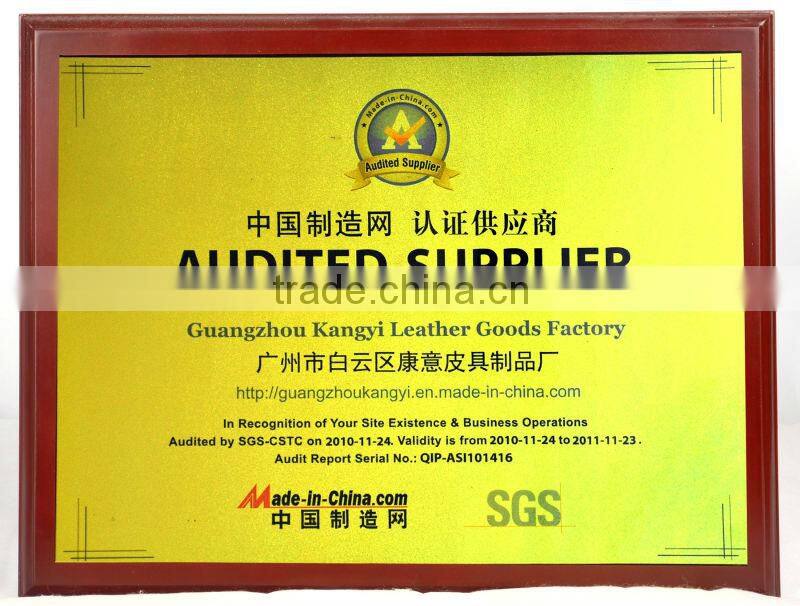 Made-in-China.com
A
Audited Supplier
中国制造网 认证供应商
AUDITED SUPPLIER
trade.china.cn
Guangzhou Kangyi Leather Goods Factory
广州市白云区康意皮具制品厂
http://guangzhoukangyi.en.made-in-china.com
In Recognition of Your Site Existence & Business Operations
Audited by SGS-CSTC on 2010-11-24. Validity is from 2010-11-24 to 2011-11-23 .
Audit Report Serial No.: QIP-ASI101416
Made-in-China.com
中国制造网
SGS